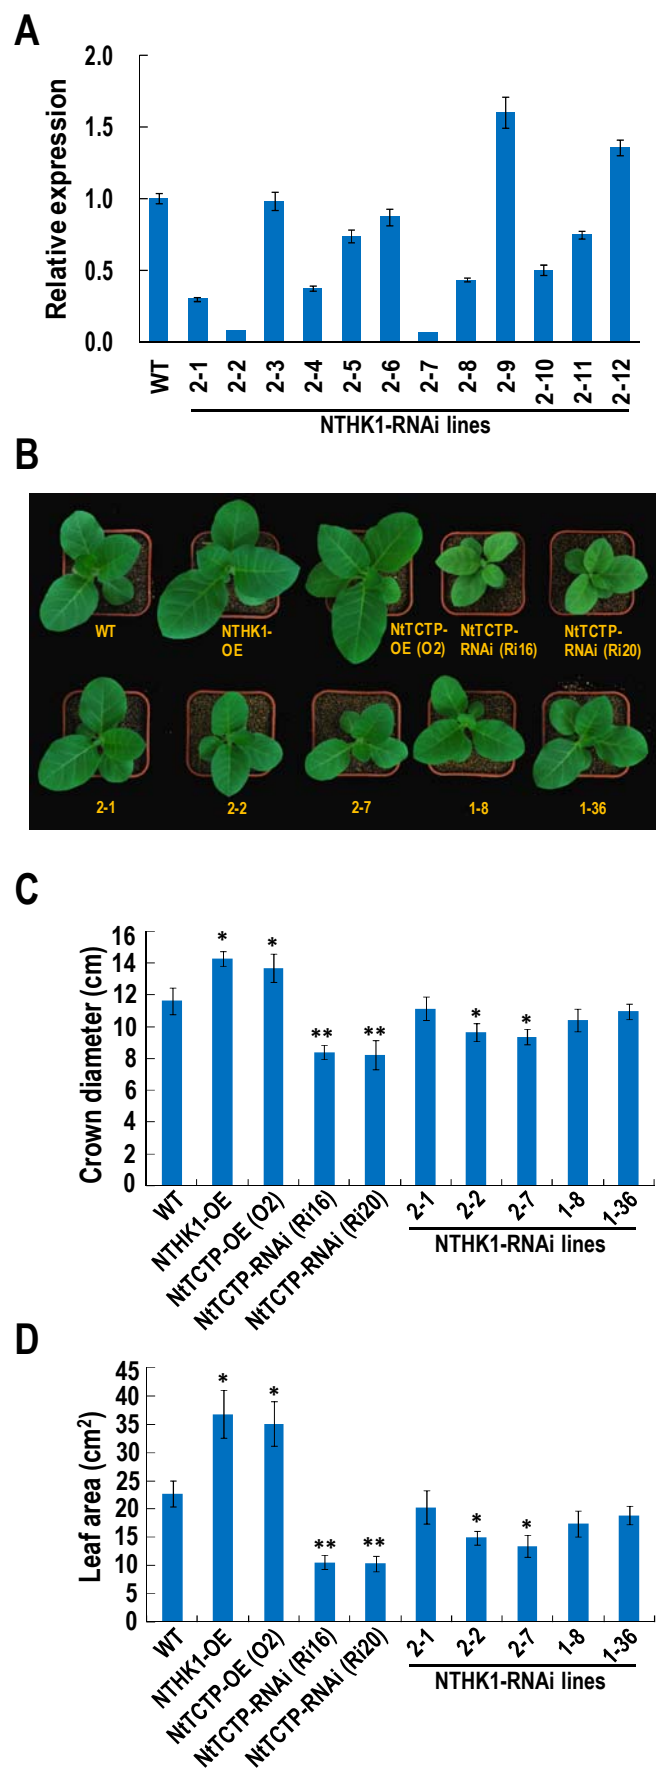 A
Relative expression
2.0
1.5
1.0
0.5
0.0
WT
2-1
2-2
2-3
2-4
2-5
2-6
2-7
2-8
2-9
2-10
2-11
2-12
NTHK1-RNAi lines
B
WT
NTHK1-
OE
NtTCTP-
OE (O2)
NtTCTP-
RNAi (Ri16)
NtTCTP-
RNAi (Ri20)
2-1
2-2
2-7
1-8
1-36
C
Crown diameter (cm)
16
14
12
10
8
6
4
2
0
*
*
**
**
*
*
WT
NTHK1-OE
NtTCTP-OE (O2)
NtTCTP-RNAi (Ri16)
NtTCTP-RNAi (Ri20)
2-1
2-2
2-7
1-8
1-36
NTHK1-RNAi lines
D
Leaf area (cm²)
45
40
35
30
25
20
15
10
5
0
*
*
**
**
*
*
WT
NTHK1-OE
NtTCTP-OE (O2)
NtTCTP-RNAi (Ri16)
NtTCTP-RNAi (Ri20)
2-1
2-2
2-7
1-8
1-36
NTHK1-RNAi lines